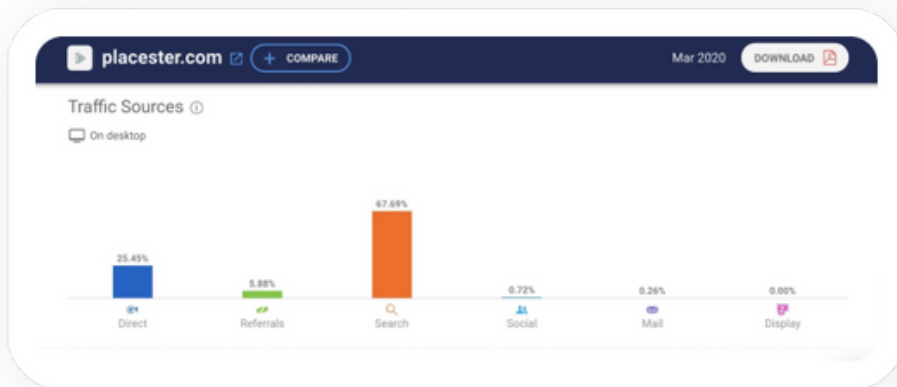 placester.com + COMPARE Mar 2020 DOWNLOAD
Traffic Sources
On desktop
25.45% 5.88% 67.69% 0.72% 0.26% 0.00%
Direct Referrals Search Social Mail Display